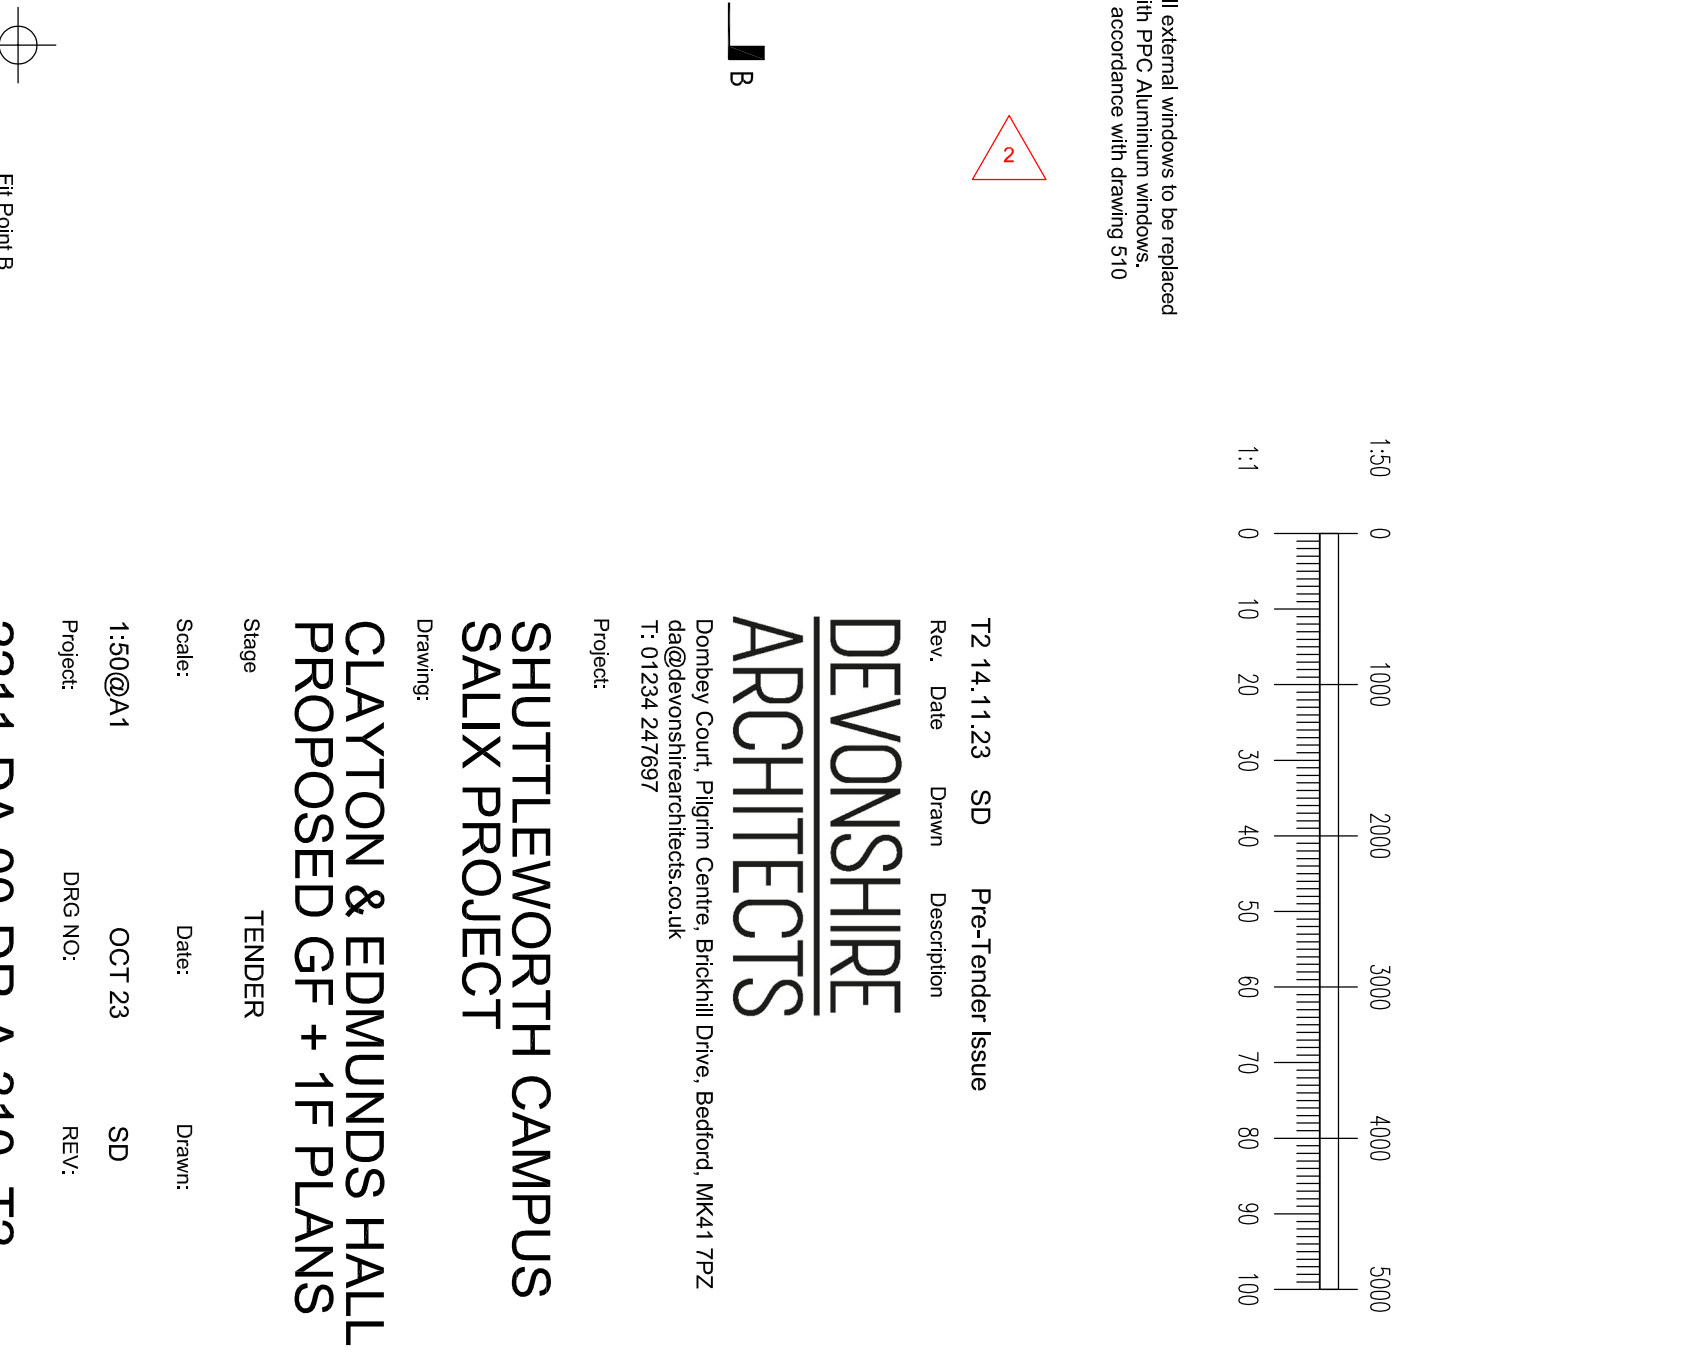 ll external windows to be replaced
ith PPC Aluminium windows.
accordance with drawing 510
2
B
Fit Point B
1:50 0 1000 2000 3000 4000 5000
1:1 0 10 20 30 40 50 60 70 80 90 100
T2 14.11.23 SD Pre-Tender Issue
Rev. Date Drawn Description
DEVONSHIRE
ARCHITECTS
Dombey Court, Pilgrim Centre, Brickhill Drive, Bedford, MK41 7PZ
da@devonshirearchitects.co.uk
T: 01234 247697
Project:
SHUTTLEWORTH CAMPUS
SALIX PROJECT
Drawing:
CLAYTON & EDMUNDS HALL
PROPOSED GF + 1F PLANS
Stage TENDER
Scale: Date: Drawn:
1:50@A1 OCT 23 SD
Project: DRG NO: REV: